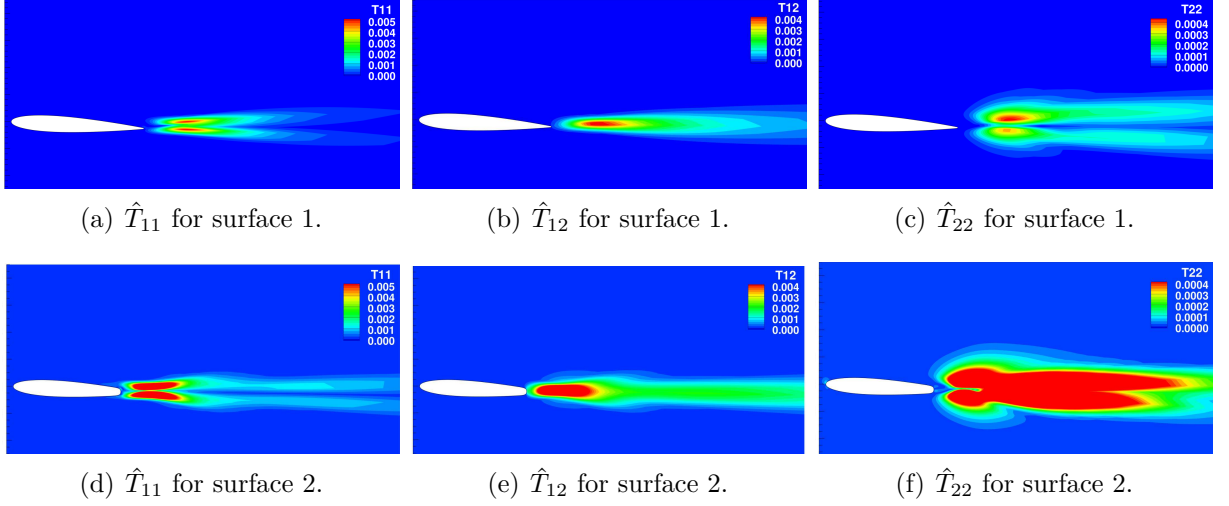 T11
0.005
0.004
0.003
0.002
0.001
0.000
T12
0.004
0.003
0.002
0.001
0.000
T22
0.0004
0.0003
0.0002
0.0001
0.0000
(a) T̂₁₁ for surface 1.
(b) T̂₁₂ for surface 1.
(c) T̂₂₂ for surface 1.
T11
0.005
0.004
0.003
0.002
0.001
0.000
T12
0.004
0.003
0.002
0.001
0.000
T22
0.0004
0.0003
0.0002
0.0001
0.0000
(d) T̂₁₁ for surface 2.
(e) T̂₁₂ for surface 2.
(f) T̂₂₂ for surface 2.